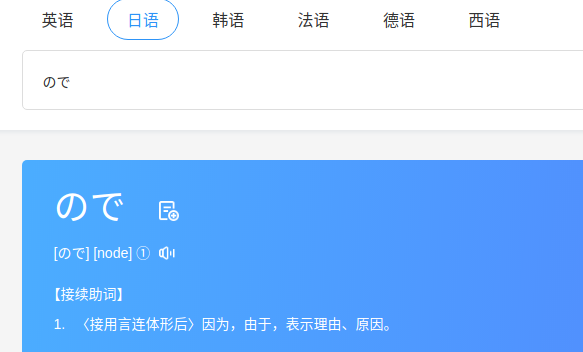 英语 日语 韩语 法语 德语 西语
ので
ので
[ので] [node] ①
【接续助词】
1. 〈接用言连体形后〉因为，由于，表示理由、原因。